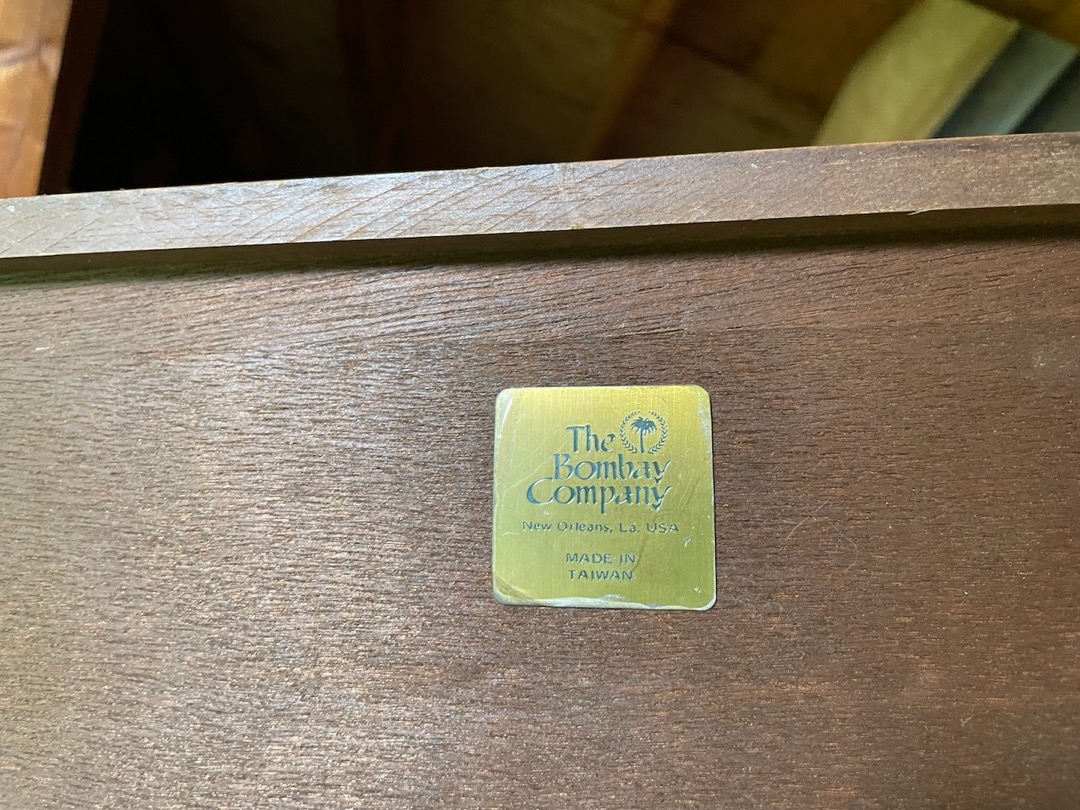 The
Bombay
Company
New Orleans, La. USA
MADE IN
TAIWAN